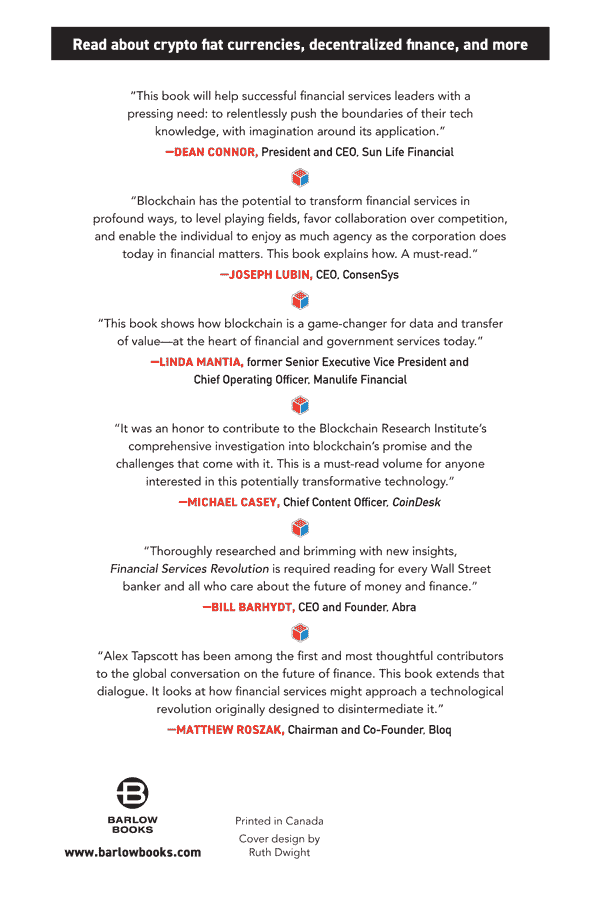 Read about crypto fiat currencies, decentralized finance, and more
“This book will help successful financial services leaders with a
pressing need: to relentlessly push the boundaries of their tech
knowledge, with imagination around its application.”
—DEAN CONNOR, President and CEO, Sun Life Financial
“Blockchain has the potential to transform financial services in
profound ways, to level playing fields, favor collaboration over competition,
and enable the individual to enjoy as much agency as the corporation does
today in financial matters. This book explains how. A must-read.”
—JOSEPH LUBIN, CEO, ConsenSys
“This book shows how blockchain is a game-changer for data and transfer
of value—at the heart of financial and government services today.”
—LINDA MANTIA, former Senior Executive Vice President and
Chief Operating Officer, Manulife Financial
“It was an honor to contribute to the Blockchain Research Institute’s
comprehensive investigation into blockchain’s promise and the
challenges that come with it. This is a must-read volume for anyone
interested in this potentially transformative technology.”
—MICHAEL CASEY, Chief Content Officer, CoinDesk
“Thoroughly researched and brimming with new insights,
Financial Services Revolution is required reading for every Wall Street
banker and all who care about the future of money and finance.”
—BILL BARHYDT, CEO and Founder, Abra
“Alex Tapscott has been among the first and most thoughtful contributors
to the global conversation on the future of finance. This book extends that
dialogue. It looks at how financial services might approach a technological
revolution originally designed to disintermediate it.”
—MATTHEW ROSZAK, Chairman and Co-Founder, Bloq
B
BARLOW
BOOKS
www.barlowbooks.com
Printed in Canada
Cover design by
Ruth Dwight